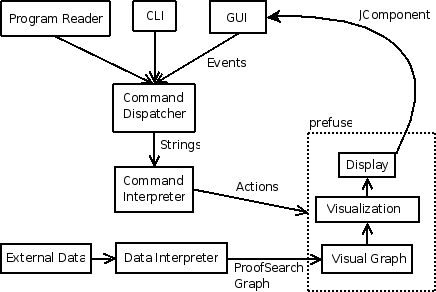 JComponent
Program Reader
CLI
GUI
Events
Command
Dispatcher
prefuse
Strings
Display
Command
Interpreter
Actions
Visualization
External Data
Data Interpreter
ProofSearch
Graph
Visual Graph